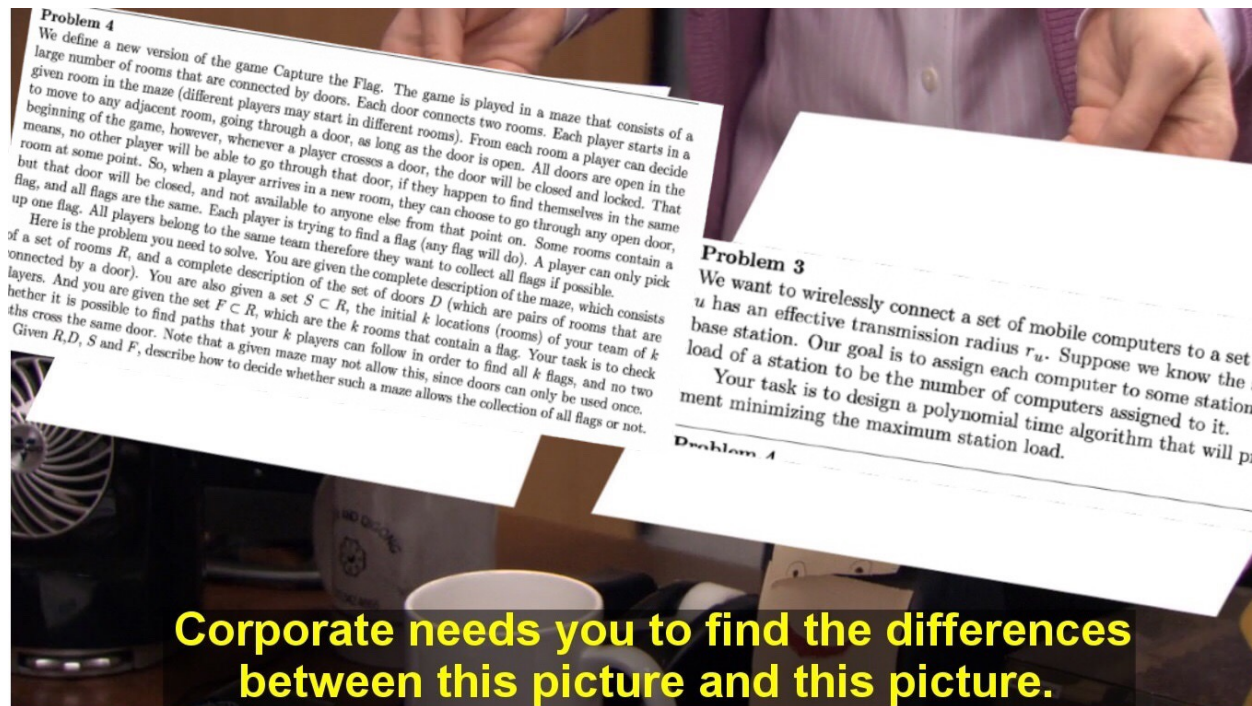 Problem 4
We define a new version of the game Capture the Flag. The game is played in a maze that consists of a
large number of rooms that are connected by doors. Each door connects two rooms. Each player starts in a
given room in the maze (different players may start in different rooms). From each room a player can decide
to move to any adjacent room, going through a door, as long as the door is open. All doors are open in the
beginning of the game, however, whenever a player crosses a door, the door will be closed and locked. That
means, no other player will be able to go through that door, if they happen to find themselves in the same
room at some point. So, when a player arrives in a new room, they can choose to go through any open door,
but that door will be closed, and not available to anyone else from that point on. Some rooms contain a
flag, and all flags are the same. Each player is trying to find a flag (any flag will do). A player can only pick
up one flag. All players belong to the same team therefore they want to collect all flags if possible.
Here is the problem you need to solve. You are given the complete description of the maze, which consists
of a set of rooms R, and a complete description of the set of doors D (which are pairs of rooms that are
onnected by a door). You are also given a set S ⊂ R, the initial k locations (rooms) of your team of k
layers. And you are given the set F ⊂ R, which are the k rooms that contain a flag. Your task is to check
hether it is possible to find paths that your k players can follow in order to find all k flags, and no two
ths cross the same door. Note that a given maze may not allow this, since doors can only be used once.
Given R,D, S and F, describe how to decide whether such a maze allows the collection of all flags or not.
Problem 3
We want to wirelessly connect a set of mobile computers to a set
u has an effective transmission radius r_u. Suppose we know the
base station. Our goal is to assign each computer to some station
load of a station to be the number of computers assigned to it.
Your task is to design a polynomial time algorithm that will pr
ment minimizing the maximum station load.
Problem 4
Corporate needs you to find the differences
between this picture and this picture.